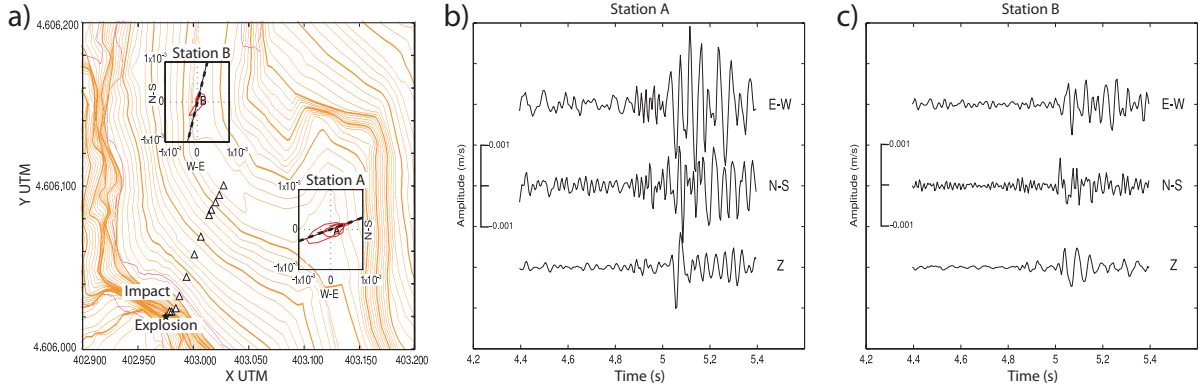 a)
4.606,200
4.606,100
4.606,000
Y UTM
402.900
402.950
403.000
403.050
403.100
403.150
403.200
X UTM
Station B
1x10⁻³
N-S
0
-1x10⁻³
B
-1x10⁻³
0
1x10⁻³
W-E
Station A
1x10⁻³
0
N-S
-1x10⁻³
A
-1x10⁻³
0
1x10⁻³
W-E
Impact
Explosion
b)
Station A
E-W
N-S
Z
0.001
-0.001
Amplitude (m/s)
4,2
4,4
4,6
4,8
5
5,2
5,4
Time (s)
c)
Station B
E-W
N-S
Z
0.001
-0.001
Amplitude (m/s)
4,2
4,4
4,6
4,8
5
5,2
5,4
Time (s)